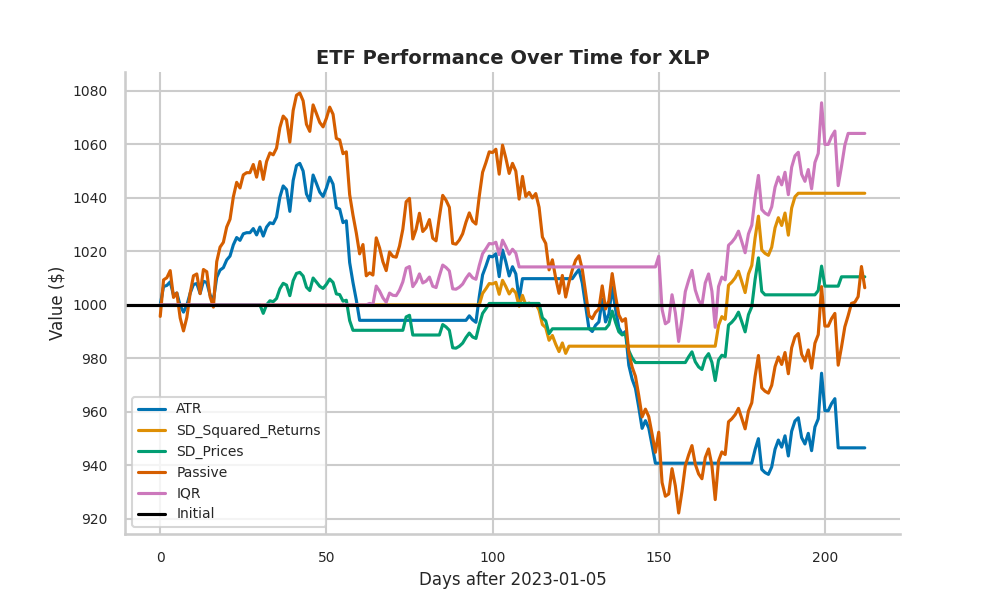 ETF Performance Over Time for XLP
Value ($)
1080
1060
1040
1020
1000
980
960
940
920
ATR
SD_Squared_Returns
SD_Prices
Passive
IQR
Initial
0 50 100 150 200
Days after 2023-01-05